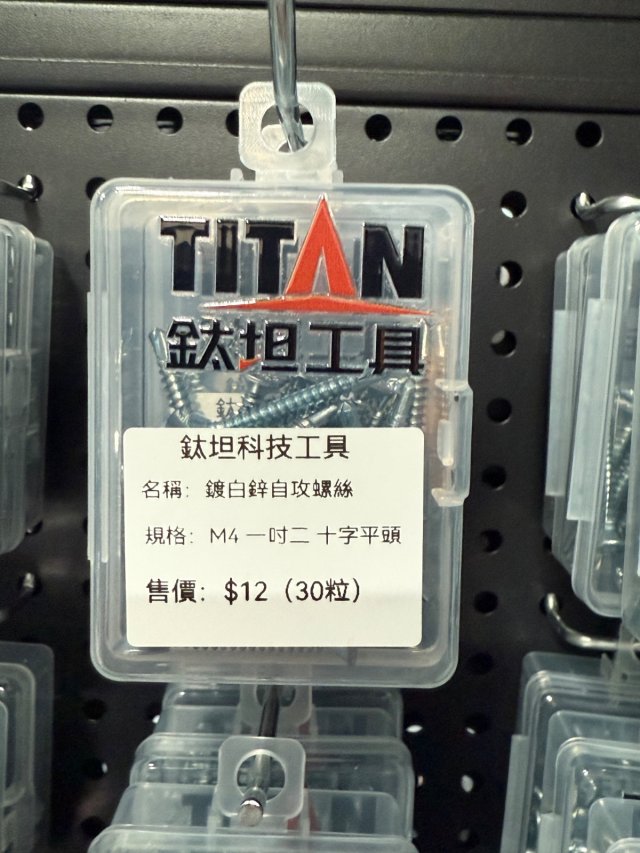 TITAN
鈦坦工具
鈦坦科技工具
名稱：鍍白鋅自攻螺絲
規格：M4 一吋二 十字平頭
售價：$12（30粒）